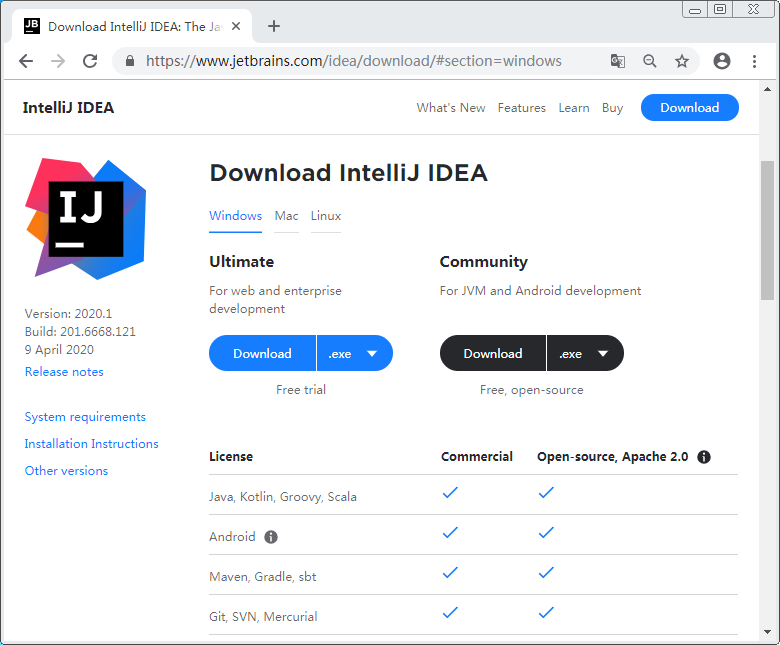 JB Download IntelliJ IDEA: The Ja
https://www.jetbrains.com/idea/download/#section=windows
IntelliJ IDEA What's New Features Learn Buy Download
IJ
Download IntelliJ IDEA
Windows Mac Linux
Ultimate Community
For web and enterprise development For JVM and Android development
Download .exe Download .exe
Free trial Free, open-source
Version: 2020.1
Build: 201.6668.121
9 April 2020
Release notes
System requirements
Installation Instructions
Other versions
License Commercial Open-source, Apache 2.0
Java, Kotlin, Groovy, Scala
Android
Maven, Gradle, sbt
Git, SVN, Mercurial